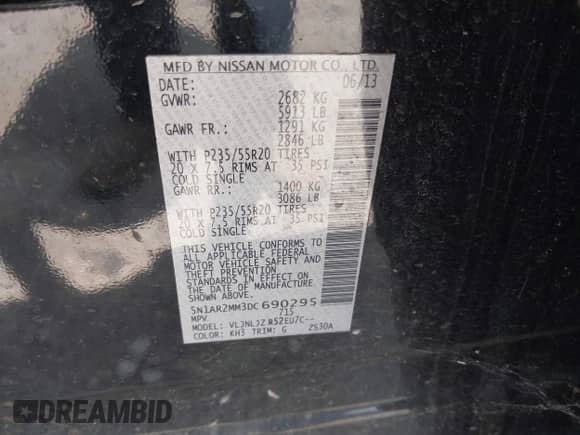 MFD BY NISSAN MOTOR CO., LTD.
DATE: 06/13
GVWR: 2682 KG
5913 LB
GAWR FR.: 1291 KG
2846 LB
WITH P235/55R20 TIRES
20 X 7.5 RIMS AT 35 PSI
COLD SINGLE
GAWR RR.: 1400 KG
3086 LB
WITH P235/55R20 TIRES
20 X 7.5 RIMS AT 35 PSI
COLD SINGLE
THIS VEHICLE CONFORMS TO
ALL APPLICABLE FEDERAL
MOTOR VEHICLE SAFETY AND
THEFT PREVENTION
STANDARDS IN EFFECT ON
THE DATE OF MANUFACTURE
SHOWN ABOVE.
5N1AR2MM3DC690295
MPV 715
MODEL: VLJNLJZ R52EU7C--
COLOR: KH3 TRIM: G ZS30A
DREAMBID